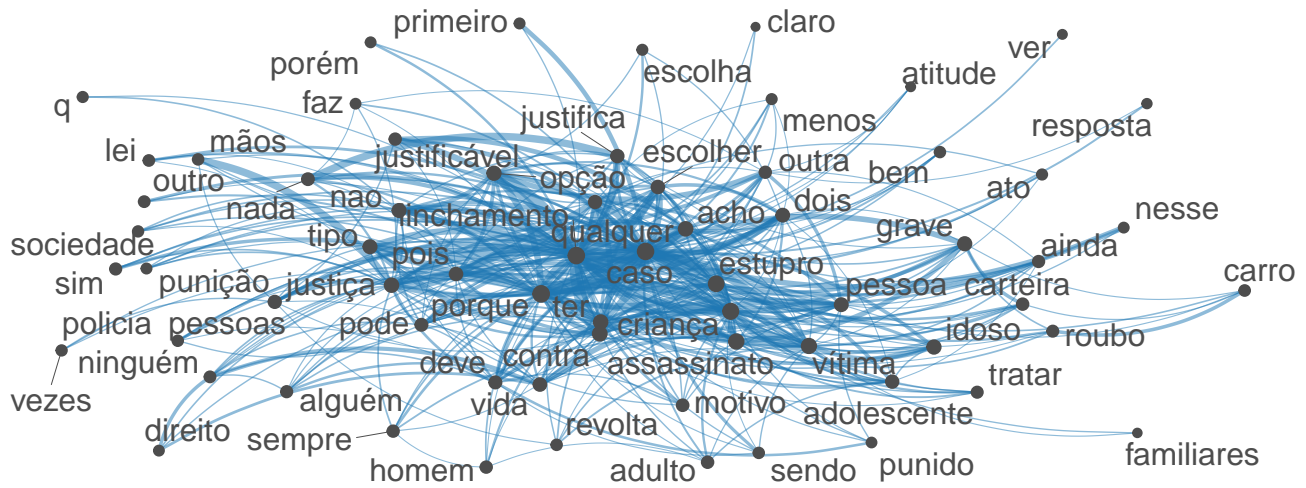 primeiro
claro
ver
porém
escolha
atitude
q
faz
justifica
menos
resposta
lei
mãos
justificável
escolher
outra
bem
outro
nao
opção
ato
nada
linchamento
acho
dois
nesse
sociedade
tipo
pois
qualquer
grave
ainda
sim
punição
justiça
caso
estupro
pessoa
carteira
carro
policia
pessoas
pode
porque
ter
criança
idoso
roubo
ninguém
deve
contra
assassinato
vítima
tratar
vezes
alguém
vida
motivo
adolescente
direito
sempre
revolta
homem
adulto
sendo
punido
familiares